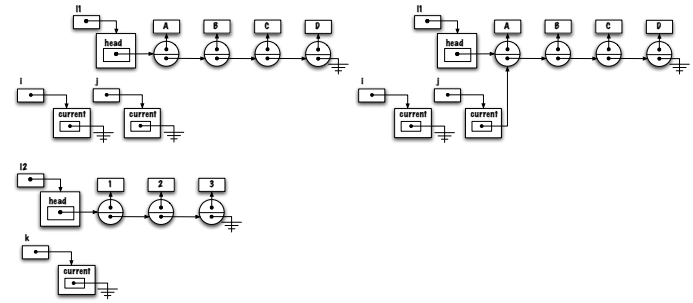 l1
A B C D
head
i j
current current
l1
A B C D
head
i j
current current
l2
1 2 3
head
k
current